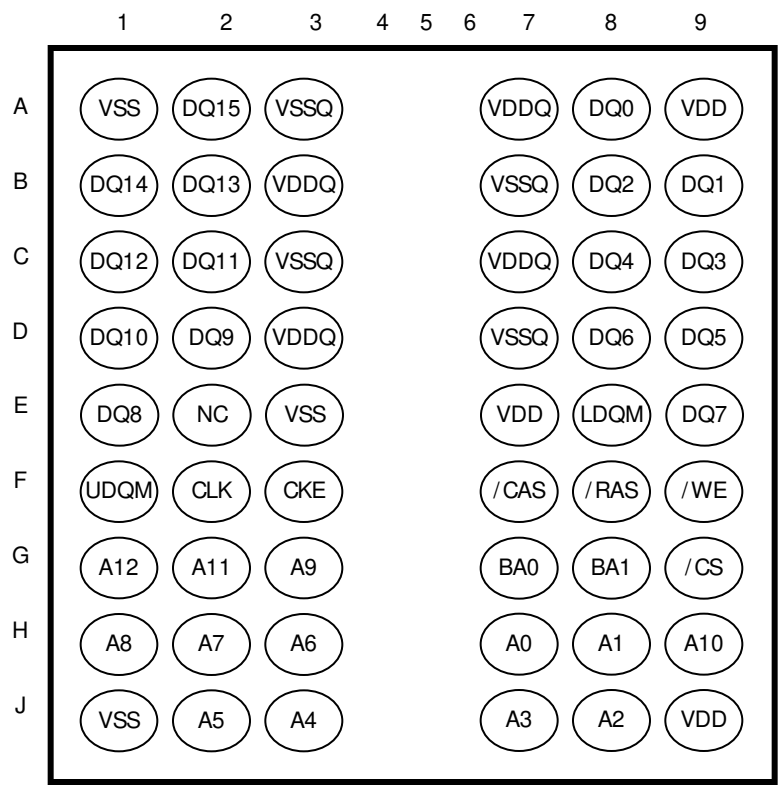 1 2 3 4 5 6 7 8 9
A VSS DQ15 VSSQ VDDQ DQ0 VDD
B DQ14 DQ13 VDDQ VSSQ DQ2 DQ1
C DQ12 DQ11 VSSQ VDDQ DQ4 DQ3
D DQ10 DQ9 VDDQ VSSQ DQ6 DQ5
E DQ8 NC VSS VDD LDQM DQ7
F UDQM CLK CKE /CAS /RAS /WE
G A12 A11 A9 BA0 BA1 /CS
H A8 A7 A6 A0 A1 A10
J VSS A5 A4 A3 A2 VDD